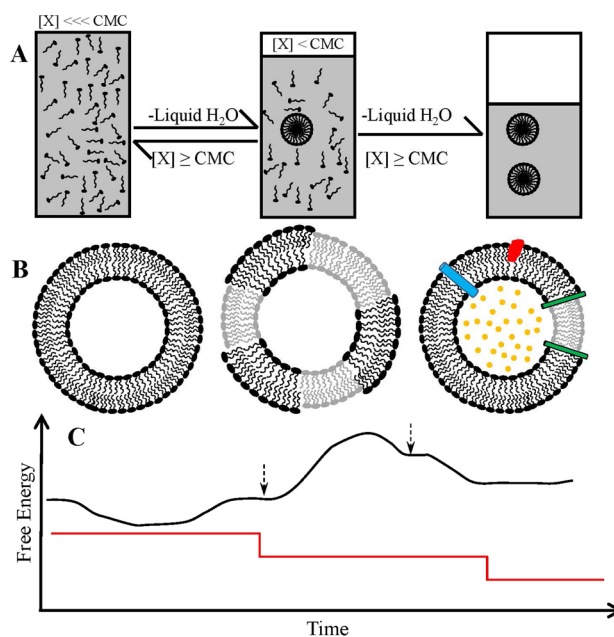 [X] <<< CMC
A
[X] < CMC
-Liquid H₂O
[X] ≥ CMC
-Liquid H₂O
[X] ≥ CMC
B
C
Free Energy
Time